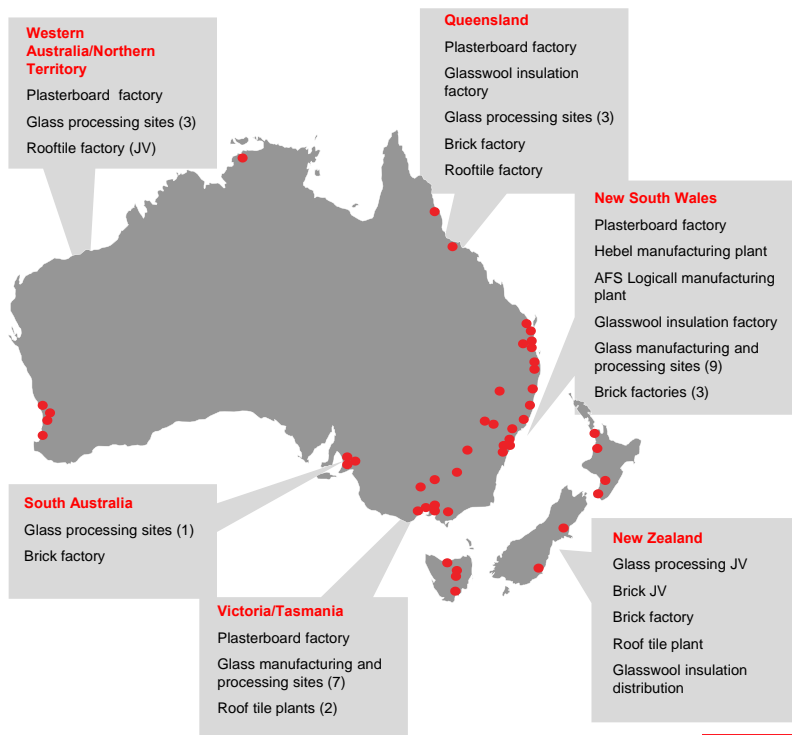 Western
Australia/Northern
Territory
Plasterboard factory
Glass processing sites (3)
Rooftile factory (JV)
Queensland
Plasterboard factory
Glasswool insulation
factory
Glass processing sites (3)
Brick factory
Rooftile factory
New South Wales
Plasterboard factory
Hebel manufacturing plant
AFS Logicall manufacturing
plant
Glasswool insulation factory
Glass manufacturing and
processing sites (9)
Brick factories (3)
South Australia
Glass processing sites (1)
Brick factory
Victoria/Tasmania
Plasterboard factory
Glass manufacturing and
processing sites (7)
Roof tile plants (2)
New Zealand
Glass processing JV
Brick JV
Brick factory
Roof tile plant
Glasswool insulation
distribution